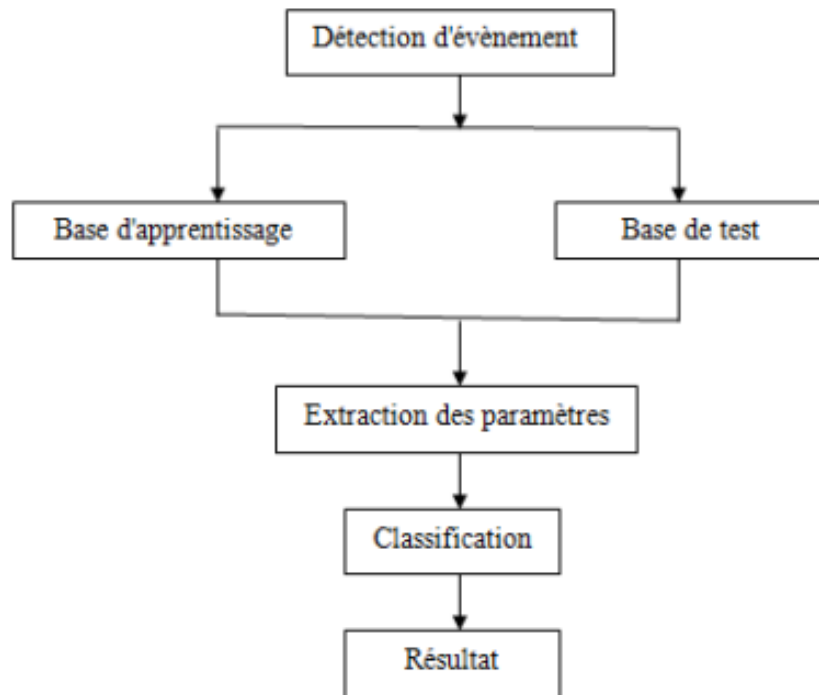 Détection d'évènement
Base d'apprentissage
Base de test
Extraction des paramètres
Classification
Résultat